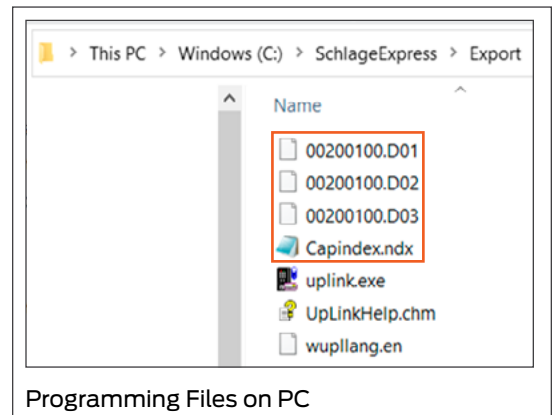 > This PC > Windows (C:) > SchlageExpress > Export
Name
00200100.D01
00200100.D02
00200100.D03
Capindex.ndx
uplink.exe
UpLinkHelp.chm
wupllang.en
Programming Files on PC